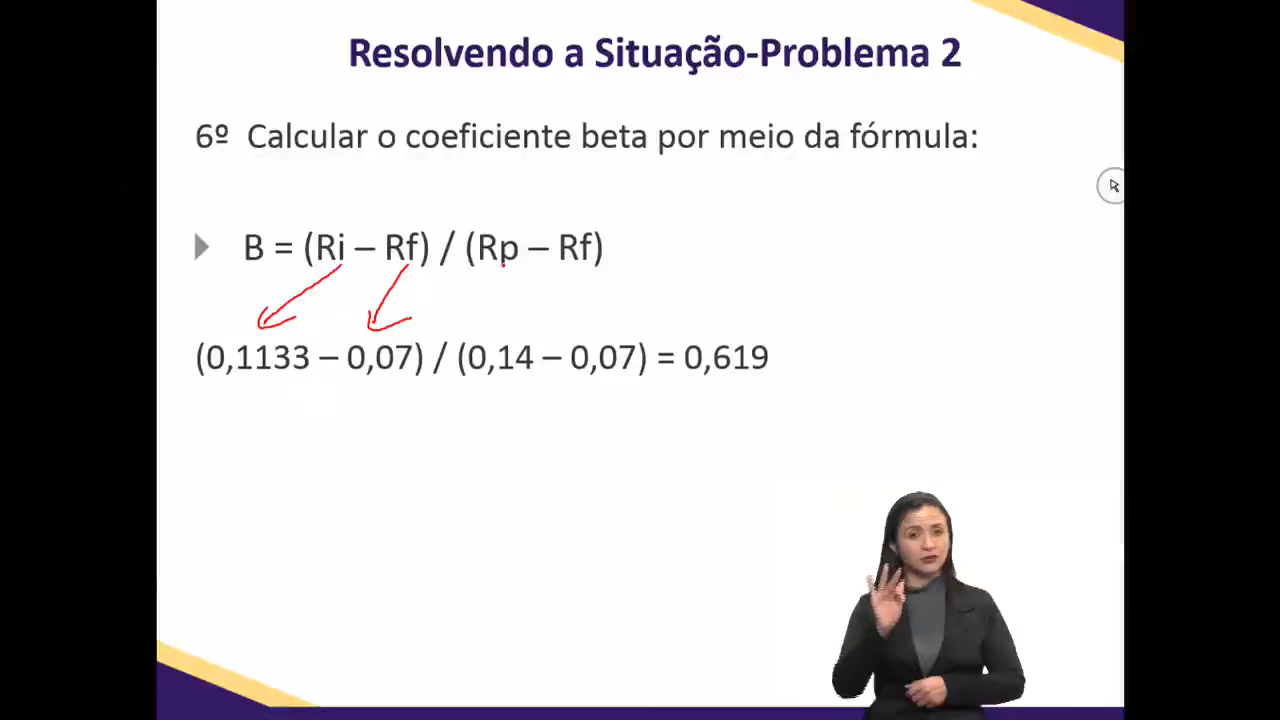 Resolvendo a Situação-Problema 2
6º Calcular o coeficiente beta por meio da fórmula:
B = (Ri – Rf) / (Rp – Rf)
(0,1133 – 0,07) / (0,14 – 0,07) = 0,619